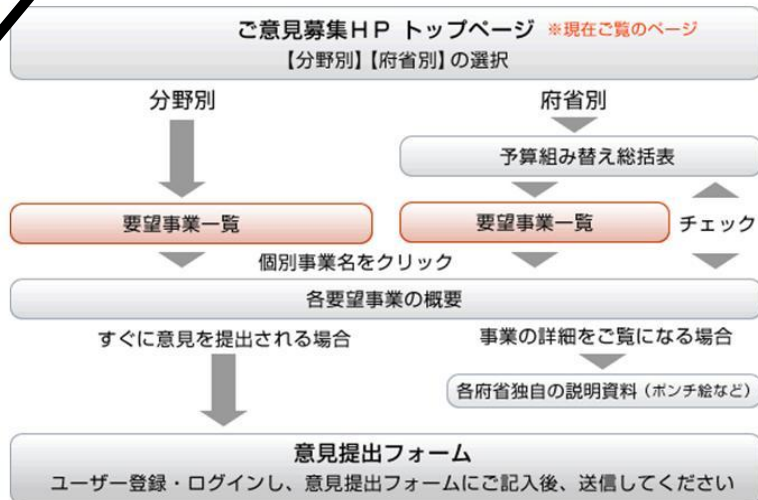 ご意見募集HP トップページ ※現在ご覧のページ
【分野別】【府省別】の選択
分野別
府省別
予算組み替え総括表
要望事業一覧
要望事業一覧
チェック
個別事業名をクリック
各要望事業の概要
すぐに意見を提出される場合
事業の詳細をご覧になる場合
各府省独自の説明資料（ポンチ絵など）
意見提出フォーム
ユーザー登録・ログインし、意見提出フォームにご記入後、送信してください